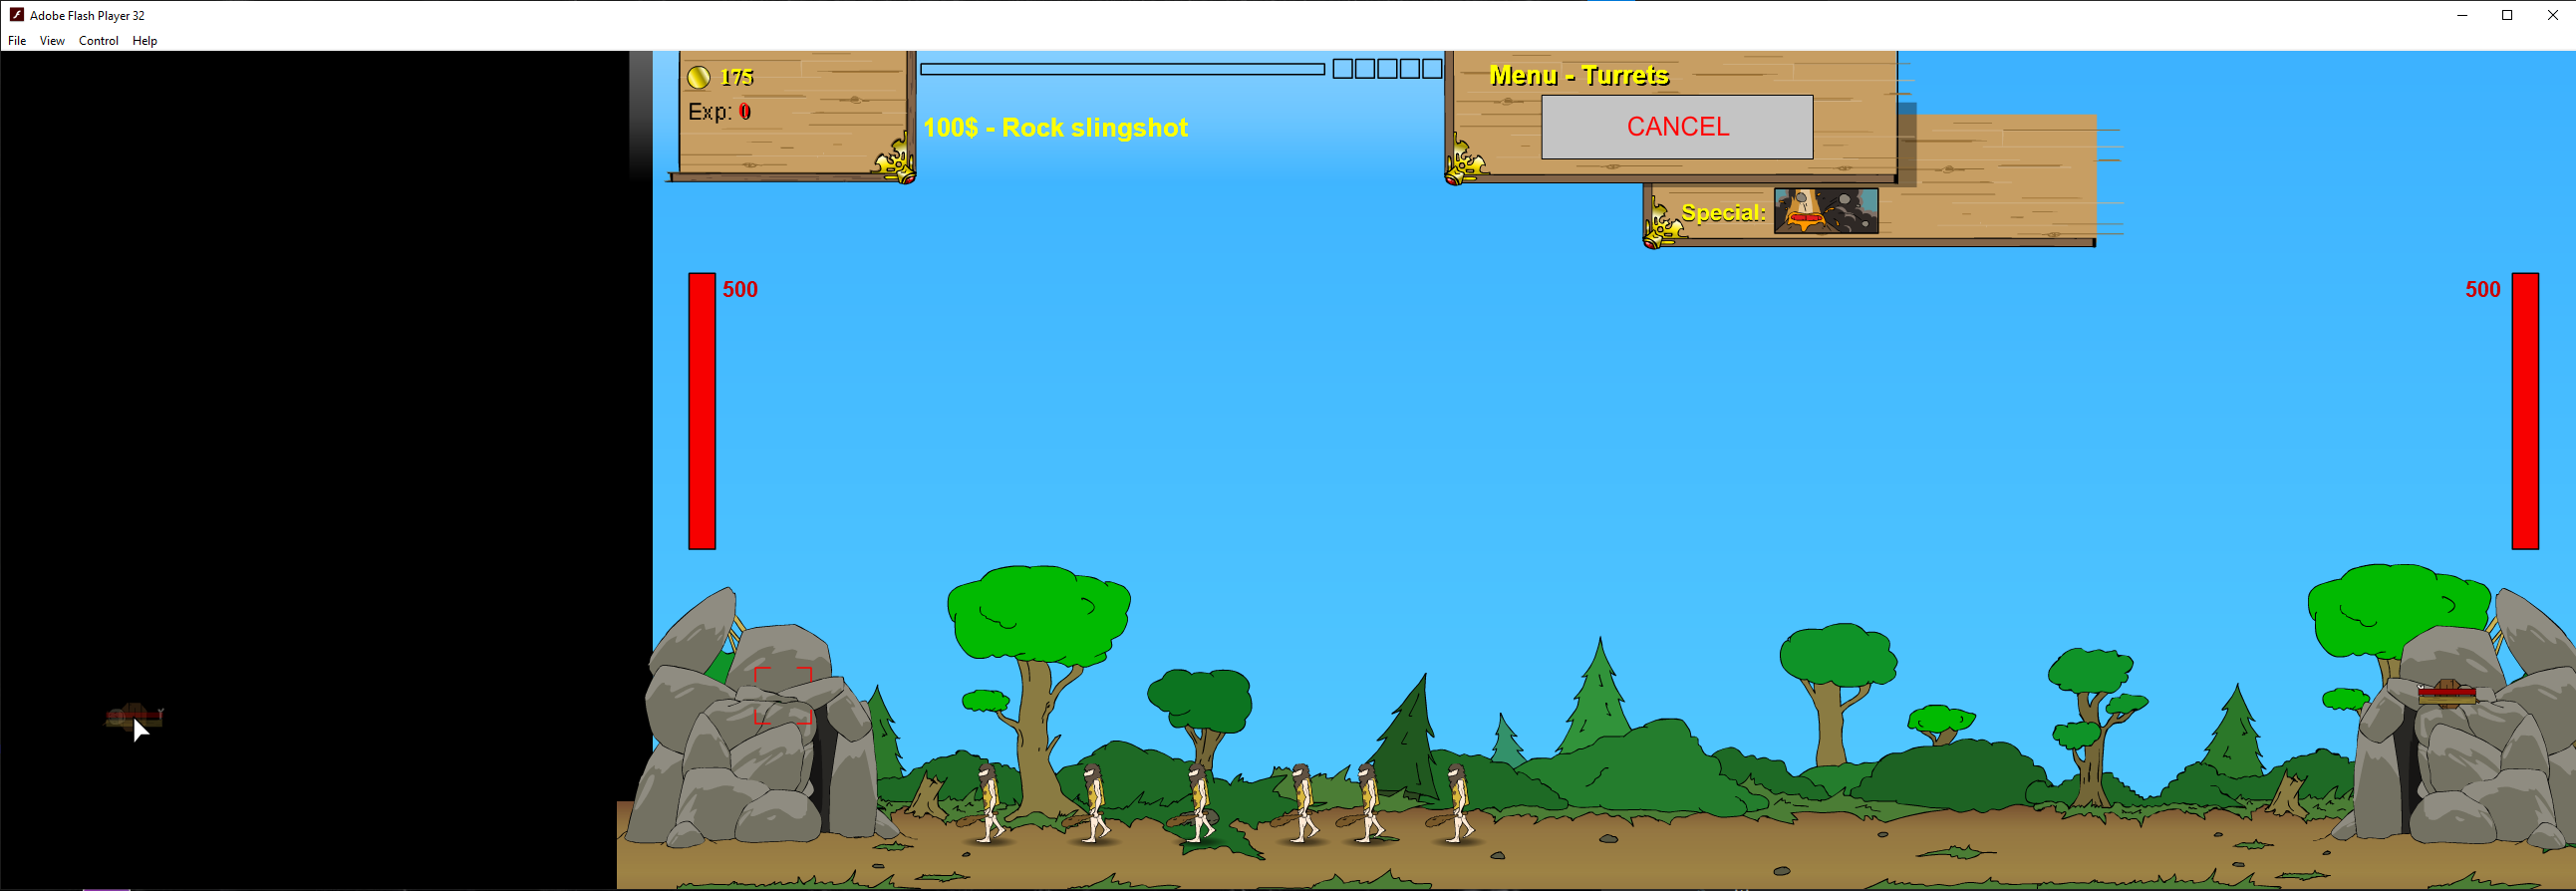 Adobe Flash Player 32
File View Control Help
175
Exp: 0
100$ - Rock slingshot
Menu - Turrets
CANCEL
Special:
500
500